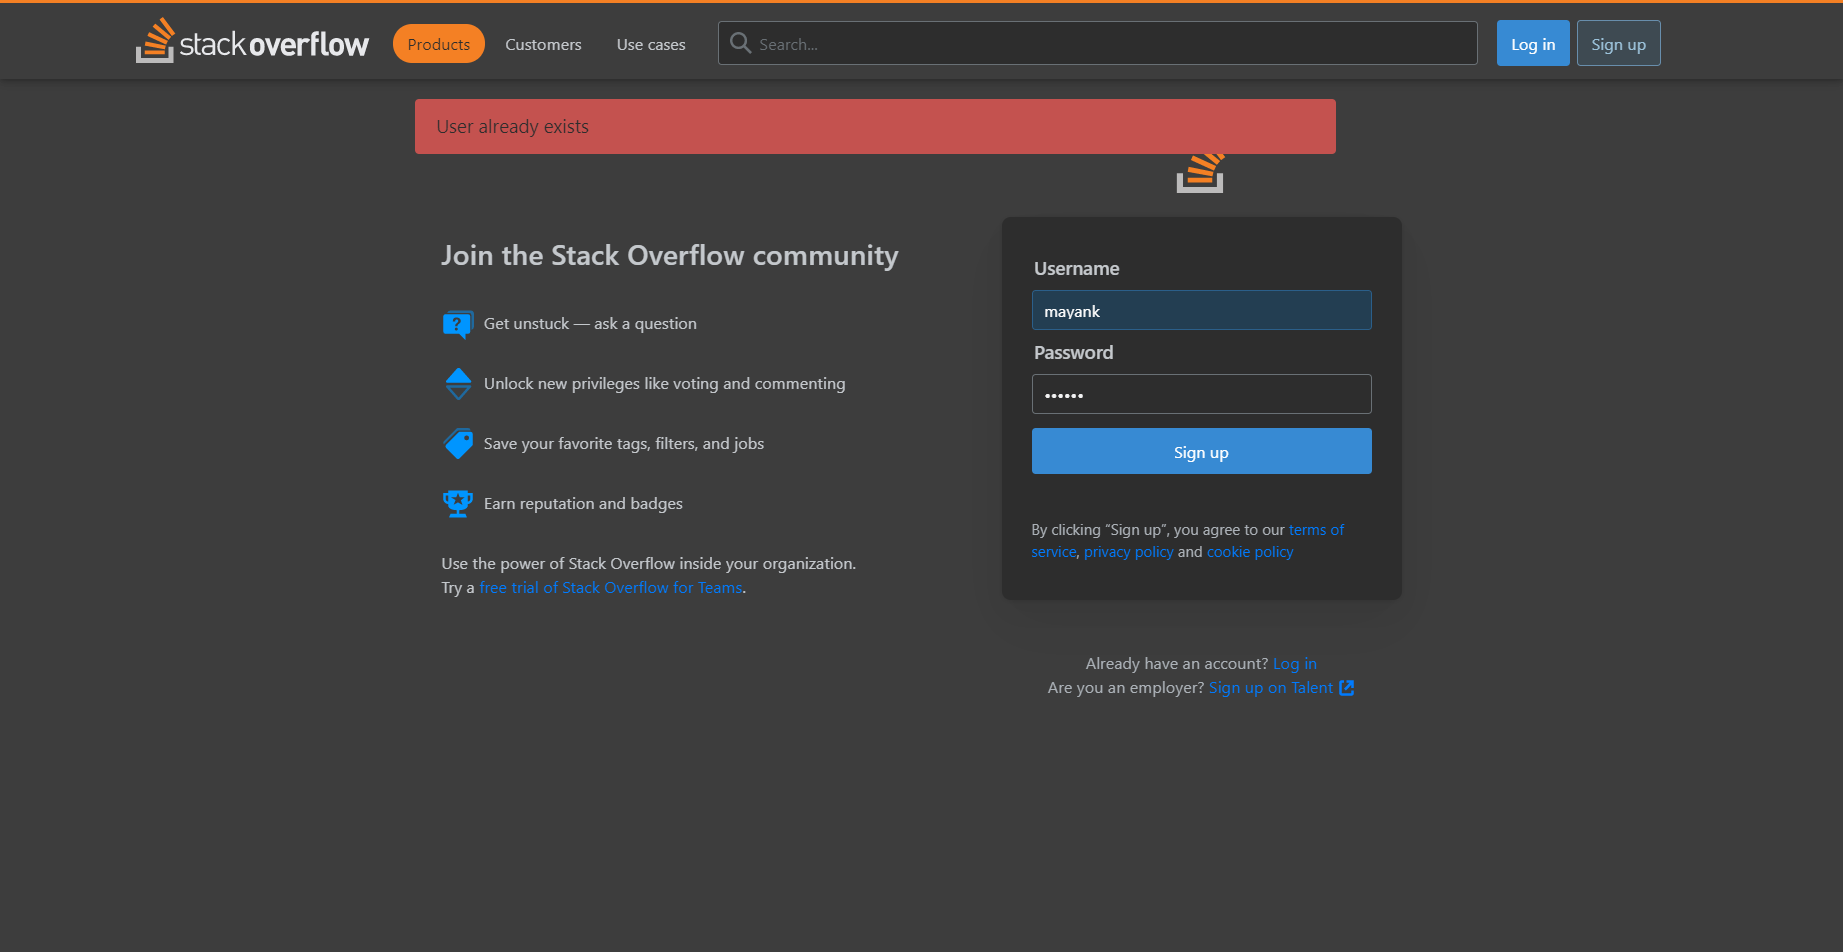 stack overflow
Products
Customers
Use cases
Search...
Log in
Sign up
User already exists
Join the Stack Overflow community
Get unstuck — ask a question
Unlock new privileges like voting and commenting
Save your favorite tags, filters, and jobs
Earn reputation and badges
Use the power of Stack Overflow inside your organization.
Try a free trial of Stack Overflow for Teams.
Username
mayank
Password
••••••
Sign up
By clicking “Sign up”, you agree to our terms of
service, privacy policy and cookie policy
Already have an account? Log in
Are you an employer? Sign up on Talent